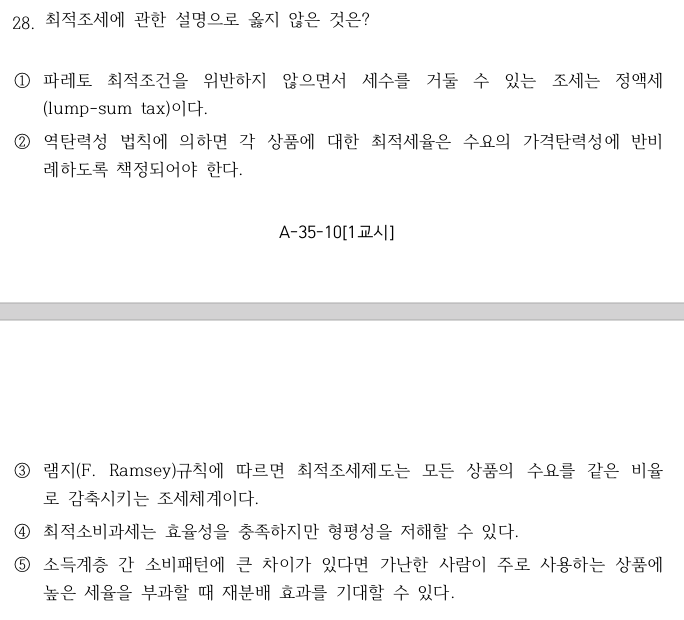 28. 최적조세에 관한 설명으로 옳지 않은 것은?
① 파레토 최적조건을 위반하지 않으면서 세수를 거둘 수 있는 조세는 정액세
(lump-sum tax)이다.
② 역탄력성 법칙에 의하면 각 상품에 대한 최적세율은 수요의 가격탄력성에 반비
례하도록 책정되어야 한다.
A-35-10[1교시]
③ 램지(F. Ramsey)규칙에 따르면 최적조세제도는 모든 상품의 수요를 같은 비율
로 감축시키는 조세체계이다.
④ 최적소비과세는 효율성을 충족하지만 형평성을 저해할 수 있다.
⑤ 소득계층 간 소비패턴에 큰 차이가 있다면 가난한 사람이 주로 사용하는 상품에
높은 세율을 부과할 때 재분배 효과를 기대할 수 있다.